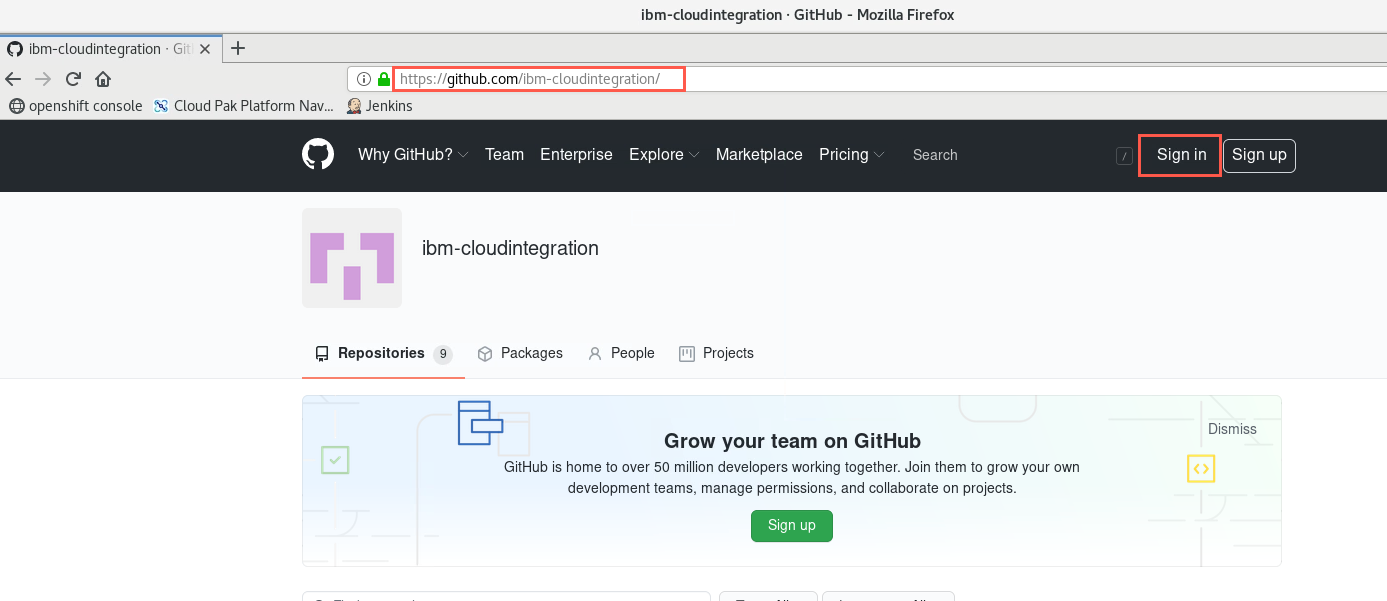 ibm-cloudintegration · GitHub - Mozilla Firefox
ibm-cloudintegration · Git
https://github.com/ibm-cloudintegration/
openshift console Cloud Pak Platform Nav... Jenkins
Why GitHub? Team Enterprise Explore Marketplace Pricing Search / Sign in Sign up
ibm-cloudintegration
Repositories 9 Packages People Projects
Dismiss
Grow your team on GitHub
GitHub is home to over 50 million developers working together. Join them to grow your own
development teams, manage permissions, and collaborate on projects.
Sign up